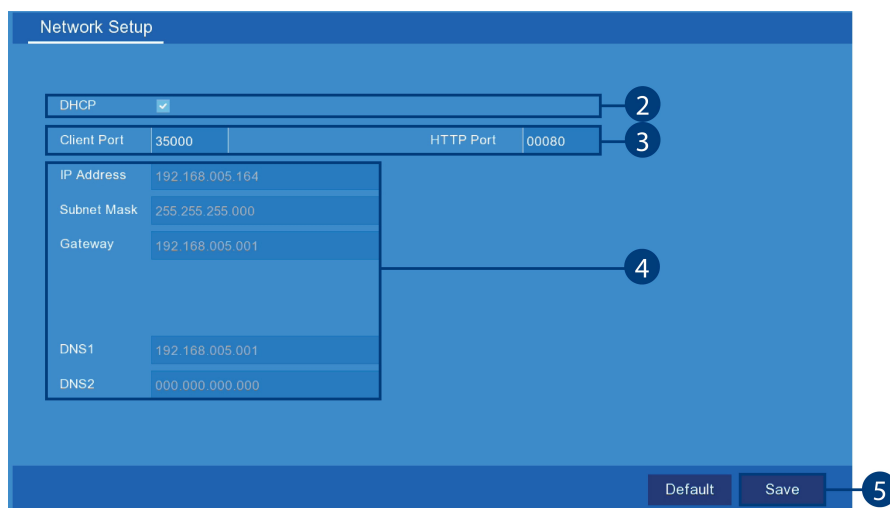 Network Setup
DHCP 2
Client Port 35000 HTTP Port 00080 3
IP Address 192.168.005.164
Subnet Mask 255.255.255.000
Gateway 192.168.005.001
4
DNS1 192.168.005.001
DNS2 000.000.000.000
Default Save 5